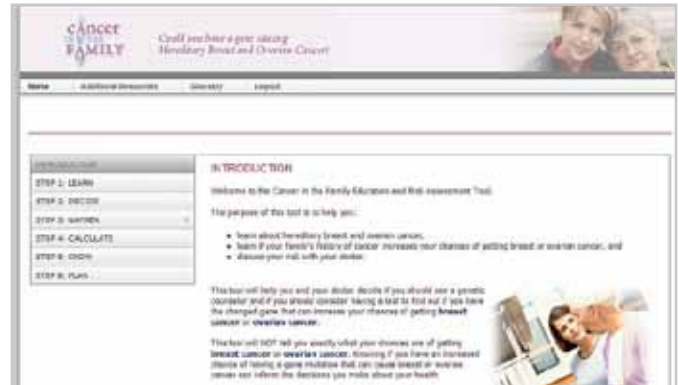 cancer
IN THE
FAMILY
Could you have a gene causing
Hereditary Breast and Ovarian Cancer?
Home Additional Resources Glossary Logout
INTRODUCTION
STEP 1: LEARN
STEP 2: DECIDE
STEP 3: GATHER
STEP 4: CALCULATE
STEP 5: KNOW
STEP 6: PLAN
INTRODUCTION
Welcome to the Cancer in the Family Education and Risk Assessment Tool.
The purpose of this tool is to help you:
• learn about hereditary breast and ovarian cancer,
• learn if your family's history of cancer increases your chances of getting breast or ovarian cancer, and
• discuss your risk with your doctor.
This tool will help you and your doctor decide if you should see a genetic
counselor and if you should consider having a test to find out if you have
the changed gene that can increase your chances of getting breast
cancer or ovarian cancer.
This tool will NOT tell you exactly what your chances are of getting
breast cancer or ovarian cancer. Knowing if you have an increased
chance of having a gene mutation that can cause breast or ovarian
cancer can inform the decisions you make about your health.